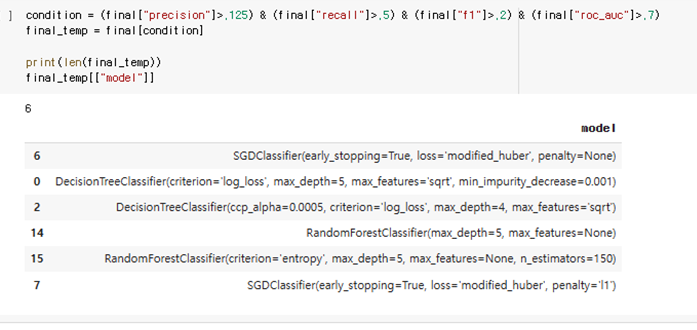 ] condition = (final["precision"]>.125) & (final["recall"]>.5) & (final["f1"]>.2) & (final["roc_auc"]>.7)
final_temp = final[condition]
print(len(final_temp))
final_temp[["model"]]
6
model
6 SGDClassifier(early_stopping=True, loss='modified_huber', penalty=None)
0 DecisionTreeClassifier(criterion='log_loss', max_depth=5, max_features='sqrt', min_impurity_decrease=0.001)
2 DecisionTreeClassifier(ccp_alpha=0.0005, criterion='log_loss', max_depth=4, max_features='sqrt')
14 RandomForestClassifier(max_depth=5, max_features=None)
15 RandomForestClassifier(criterion='entropy', max_depth=5, max_features=None, n_estimators=150)
7 SGDClassifier(early_stopping=True, loss='modified_huber', penalty='l1')